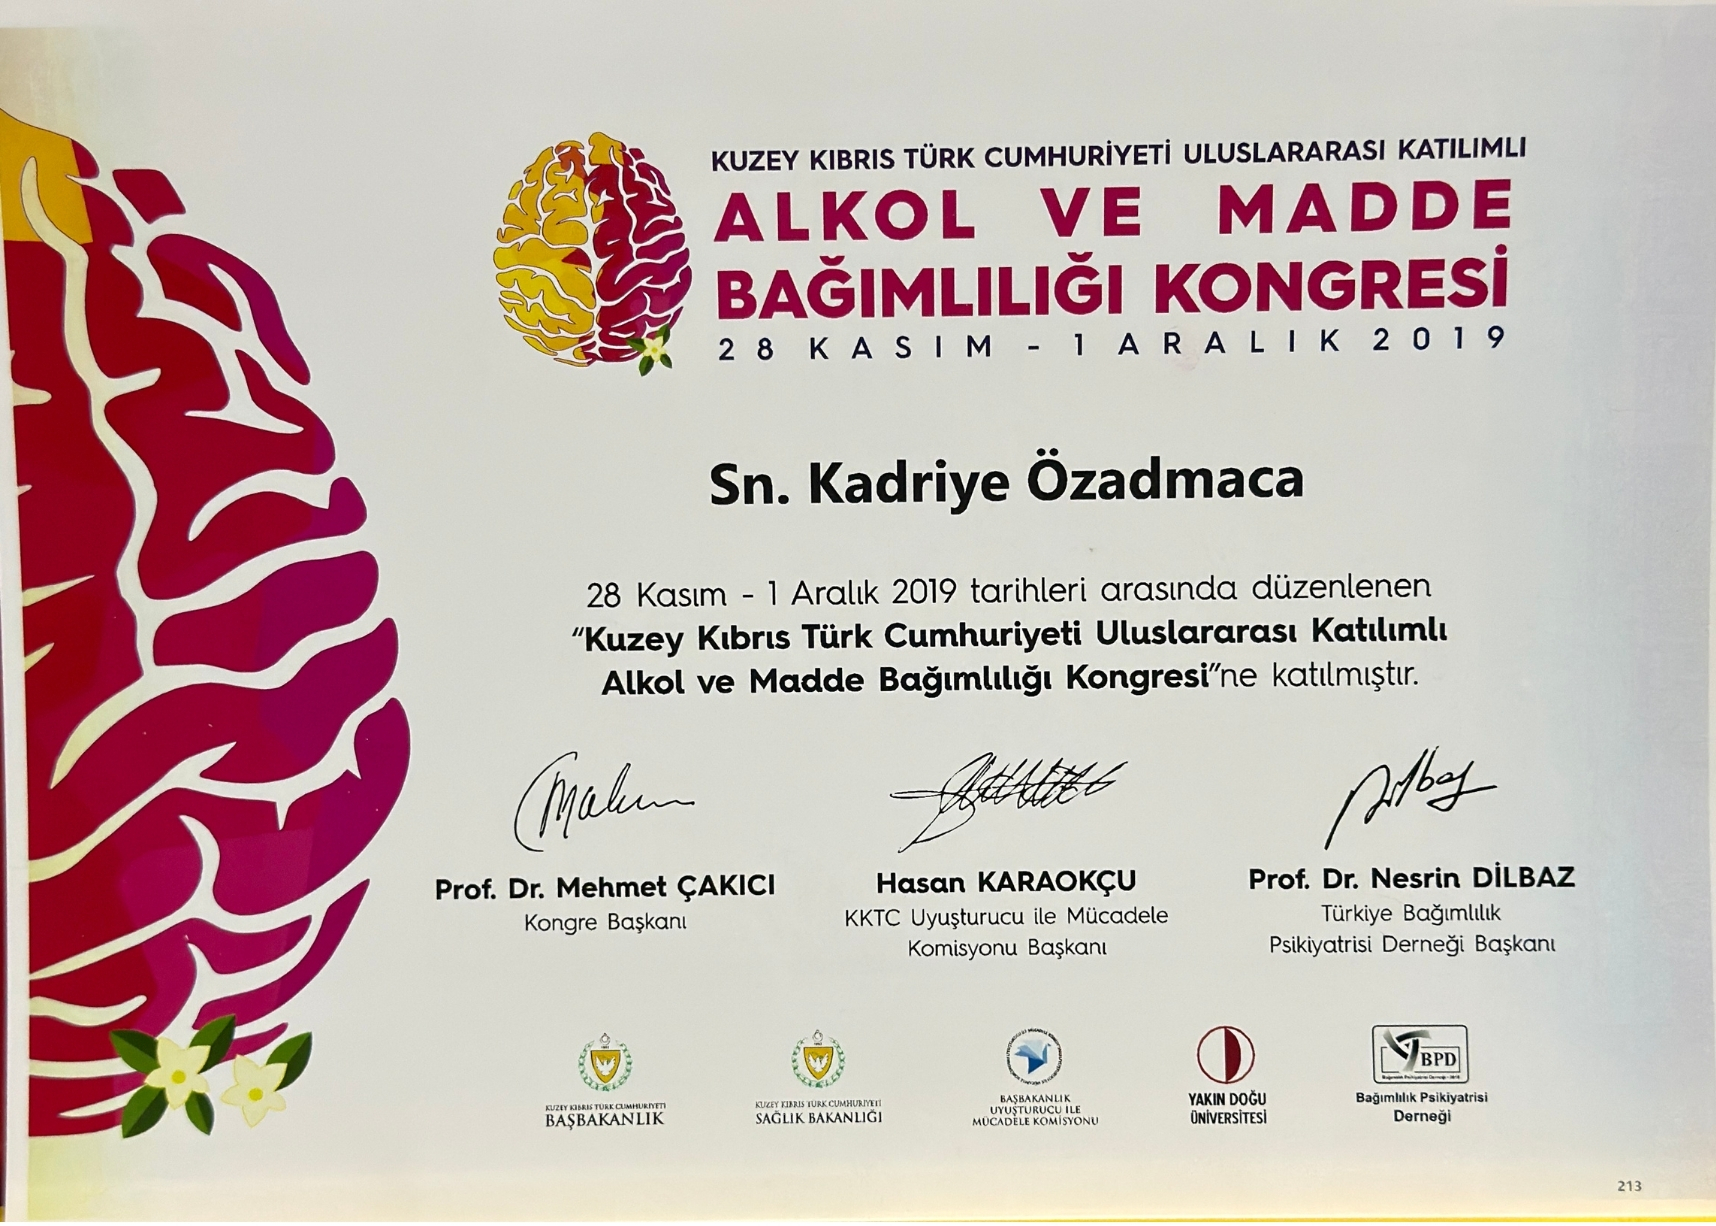 KUZEY KIBRIS TÜRK CUMHURİYETİ ULUSLARARASI KATILIMLI
ALKOL VE MADDE
BAĞIMLILIĞI KONGRESİ
28 KASIM - 1 ARALIK 2019
Sn. Kadriye Özadmaca
28 Kasım - 1 Aralık 2019 tarihleri arasında düzenlenen
“Kuzey Kıbrıs Türk Cumhuriyeti Uluslararası Katılımlı
Alkol ve Madde Bağımlılığı Kongresi”ne katılmıştır.
Prof. Dr. Mehmet ÇAKICI
Kongre Başkanı
Hasan KARAOKÇU
KKTC Uyuşturucu ile Mücadele
Komisyonu Başkanı
Prof. Dr. Nesrin DİLBAZ
Türkiye Bağımlılık
Psikiyatrisi Derneği Başkanı
KUZEY KIBRIS TÜRK CUMHURİYETİ
BAŞBAKANLIK
KUZEY KIBRIS TÜRK CUMHURİYETİ
SAĞLIK BAKANLIĞI
BAŞBAKANLIK
UYUŞTURUCU İLE
MÜCADELE KOMİSYONU
YAKIN DOĞU
ÜNİVERSİTESİ
BPD
Bağımlılık Psikiyatrisi
Derneği
213